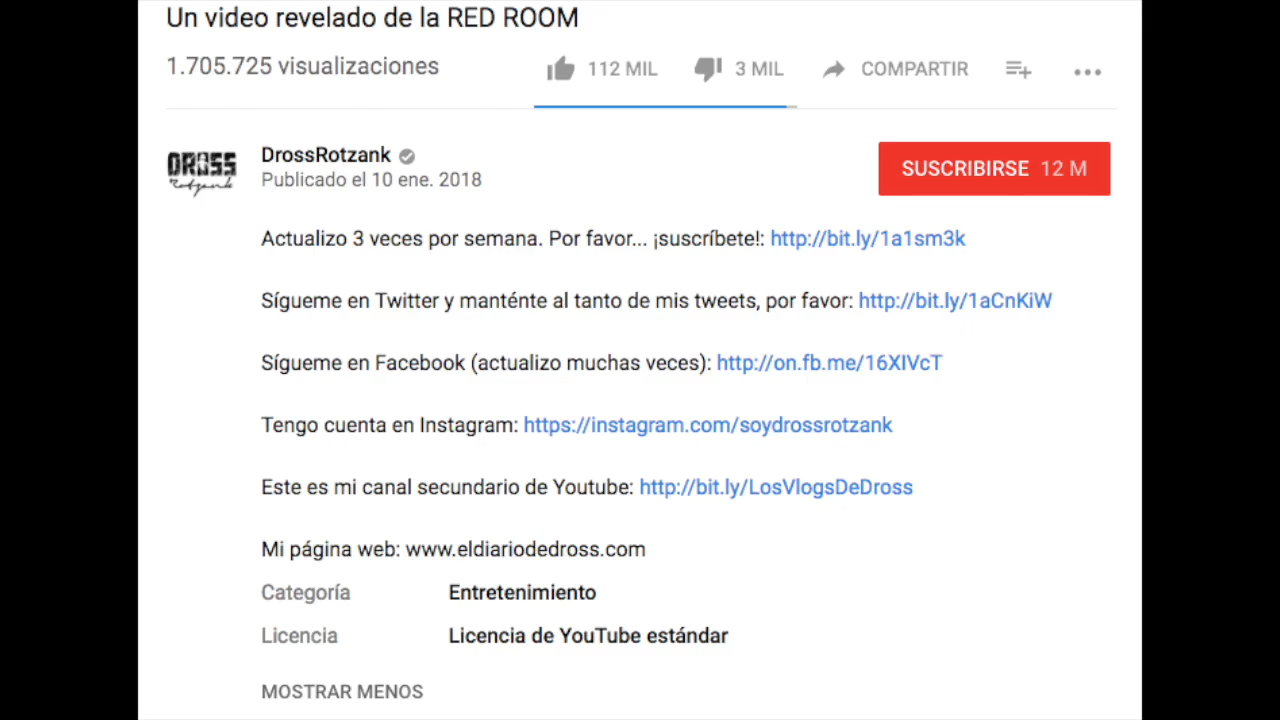 Un video revelado de la RED ROOM
1.705.725 visualizaciones 112 MIL 3 MIL COMPARTIR
DROSS Rotzank
DrossRotzank
Publicado el 10 ene. 2018
SUSCRIBIRSE 12 M
Actualizo 3 veces por semana. Por favor... ¡suscríbete!: http://bit.ly/1a1sm3k
Sígueme en Twitter y manténte al tanto de mis tweets, por favor: http://bit.ly/1aCnKiW
Sígueme en Facebook (actualizo muchas veces): http://on.fb.me/16XIVcT
Tengo cuenta en Instagram: https://instagram.com/soydrossrotzank
Este es mi canal secundario de Youtube: http://bit.ly/LosVlogsDeDross
Mi página web: www.eldiariodedross.com
Categoría Entretenimiento
Licencia Licencia de YouTube estándar
MOSTRAR MENOS